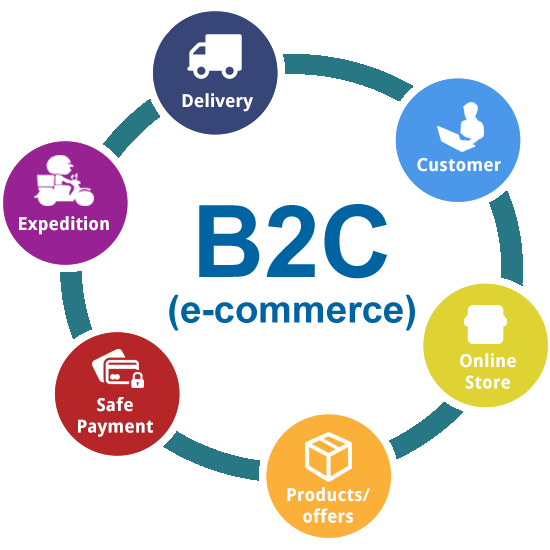 Delivery
Customer
Expedition
B2C
(e-commerce)
Online
Store
Safe
Payment
Products/
offers